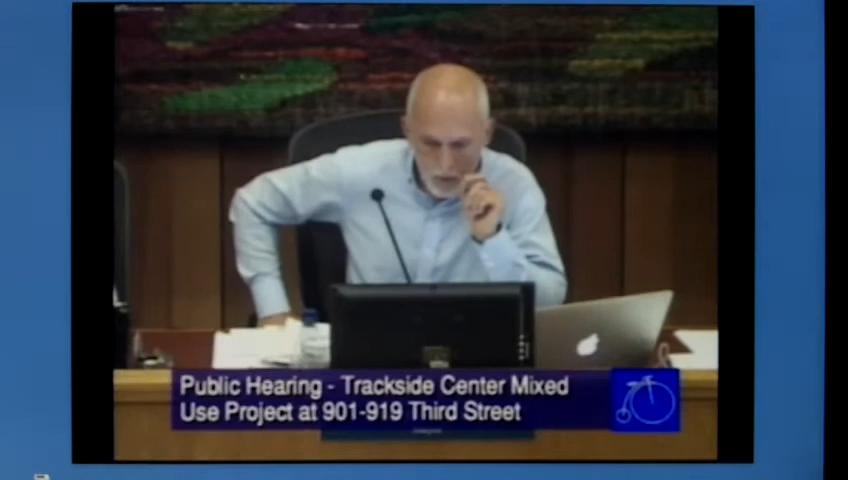 Public Hearing - Trackside Center Mixed
Use Project at 901-919 Third Street